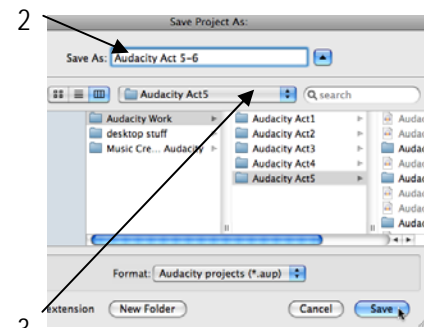 2
Save Project As:
Save As: Audacity Act 5-6
Audacity Act5 search
Audacity Work Audacity Act1
desktop stuff Audacity Act2
Music Cre... Audacity Audacity Act3
Audacity Act4
Audacity Act5
Format: Audacity projects (*.aup)
extension New Folder Cancel Save